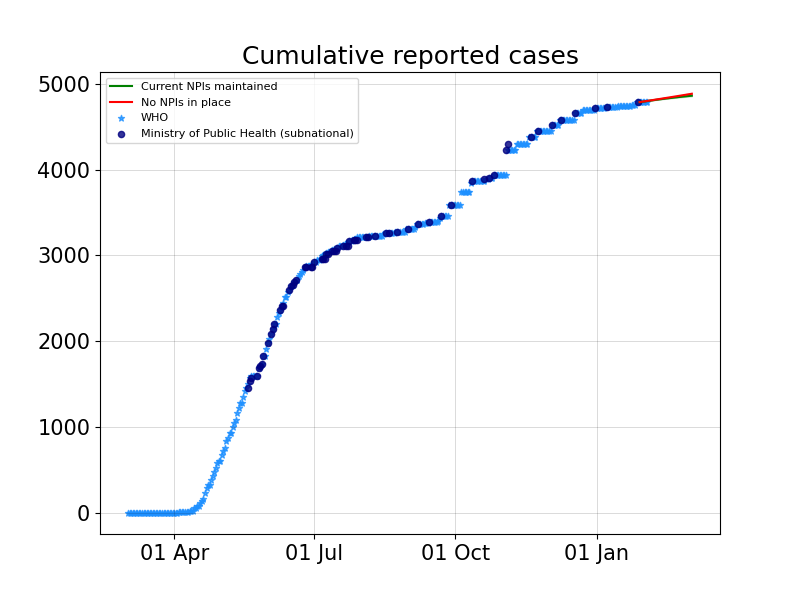 Cumulative reported cases
5000
4000
3000
2000
1000
0
Current NPIs maintained
No NPIs in place
WHO
Ministry of Public Health (subnational)
01 Apr
01 Jul
01 Oct
01 Jan